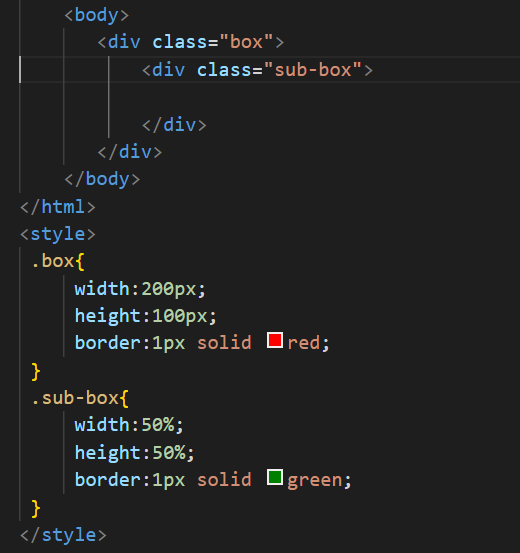 <body>
<div class="box">
<div class="sub-box">
</div>
</div>
</body>
</html>
<style>
.box{
width:200px;
height:100px;
border:1px solid red;
}
.sub-box{
width:50%;
height:50%;
border:1px solid green;
}
</style>